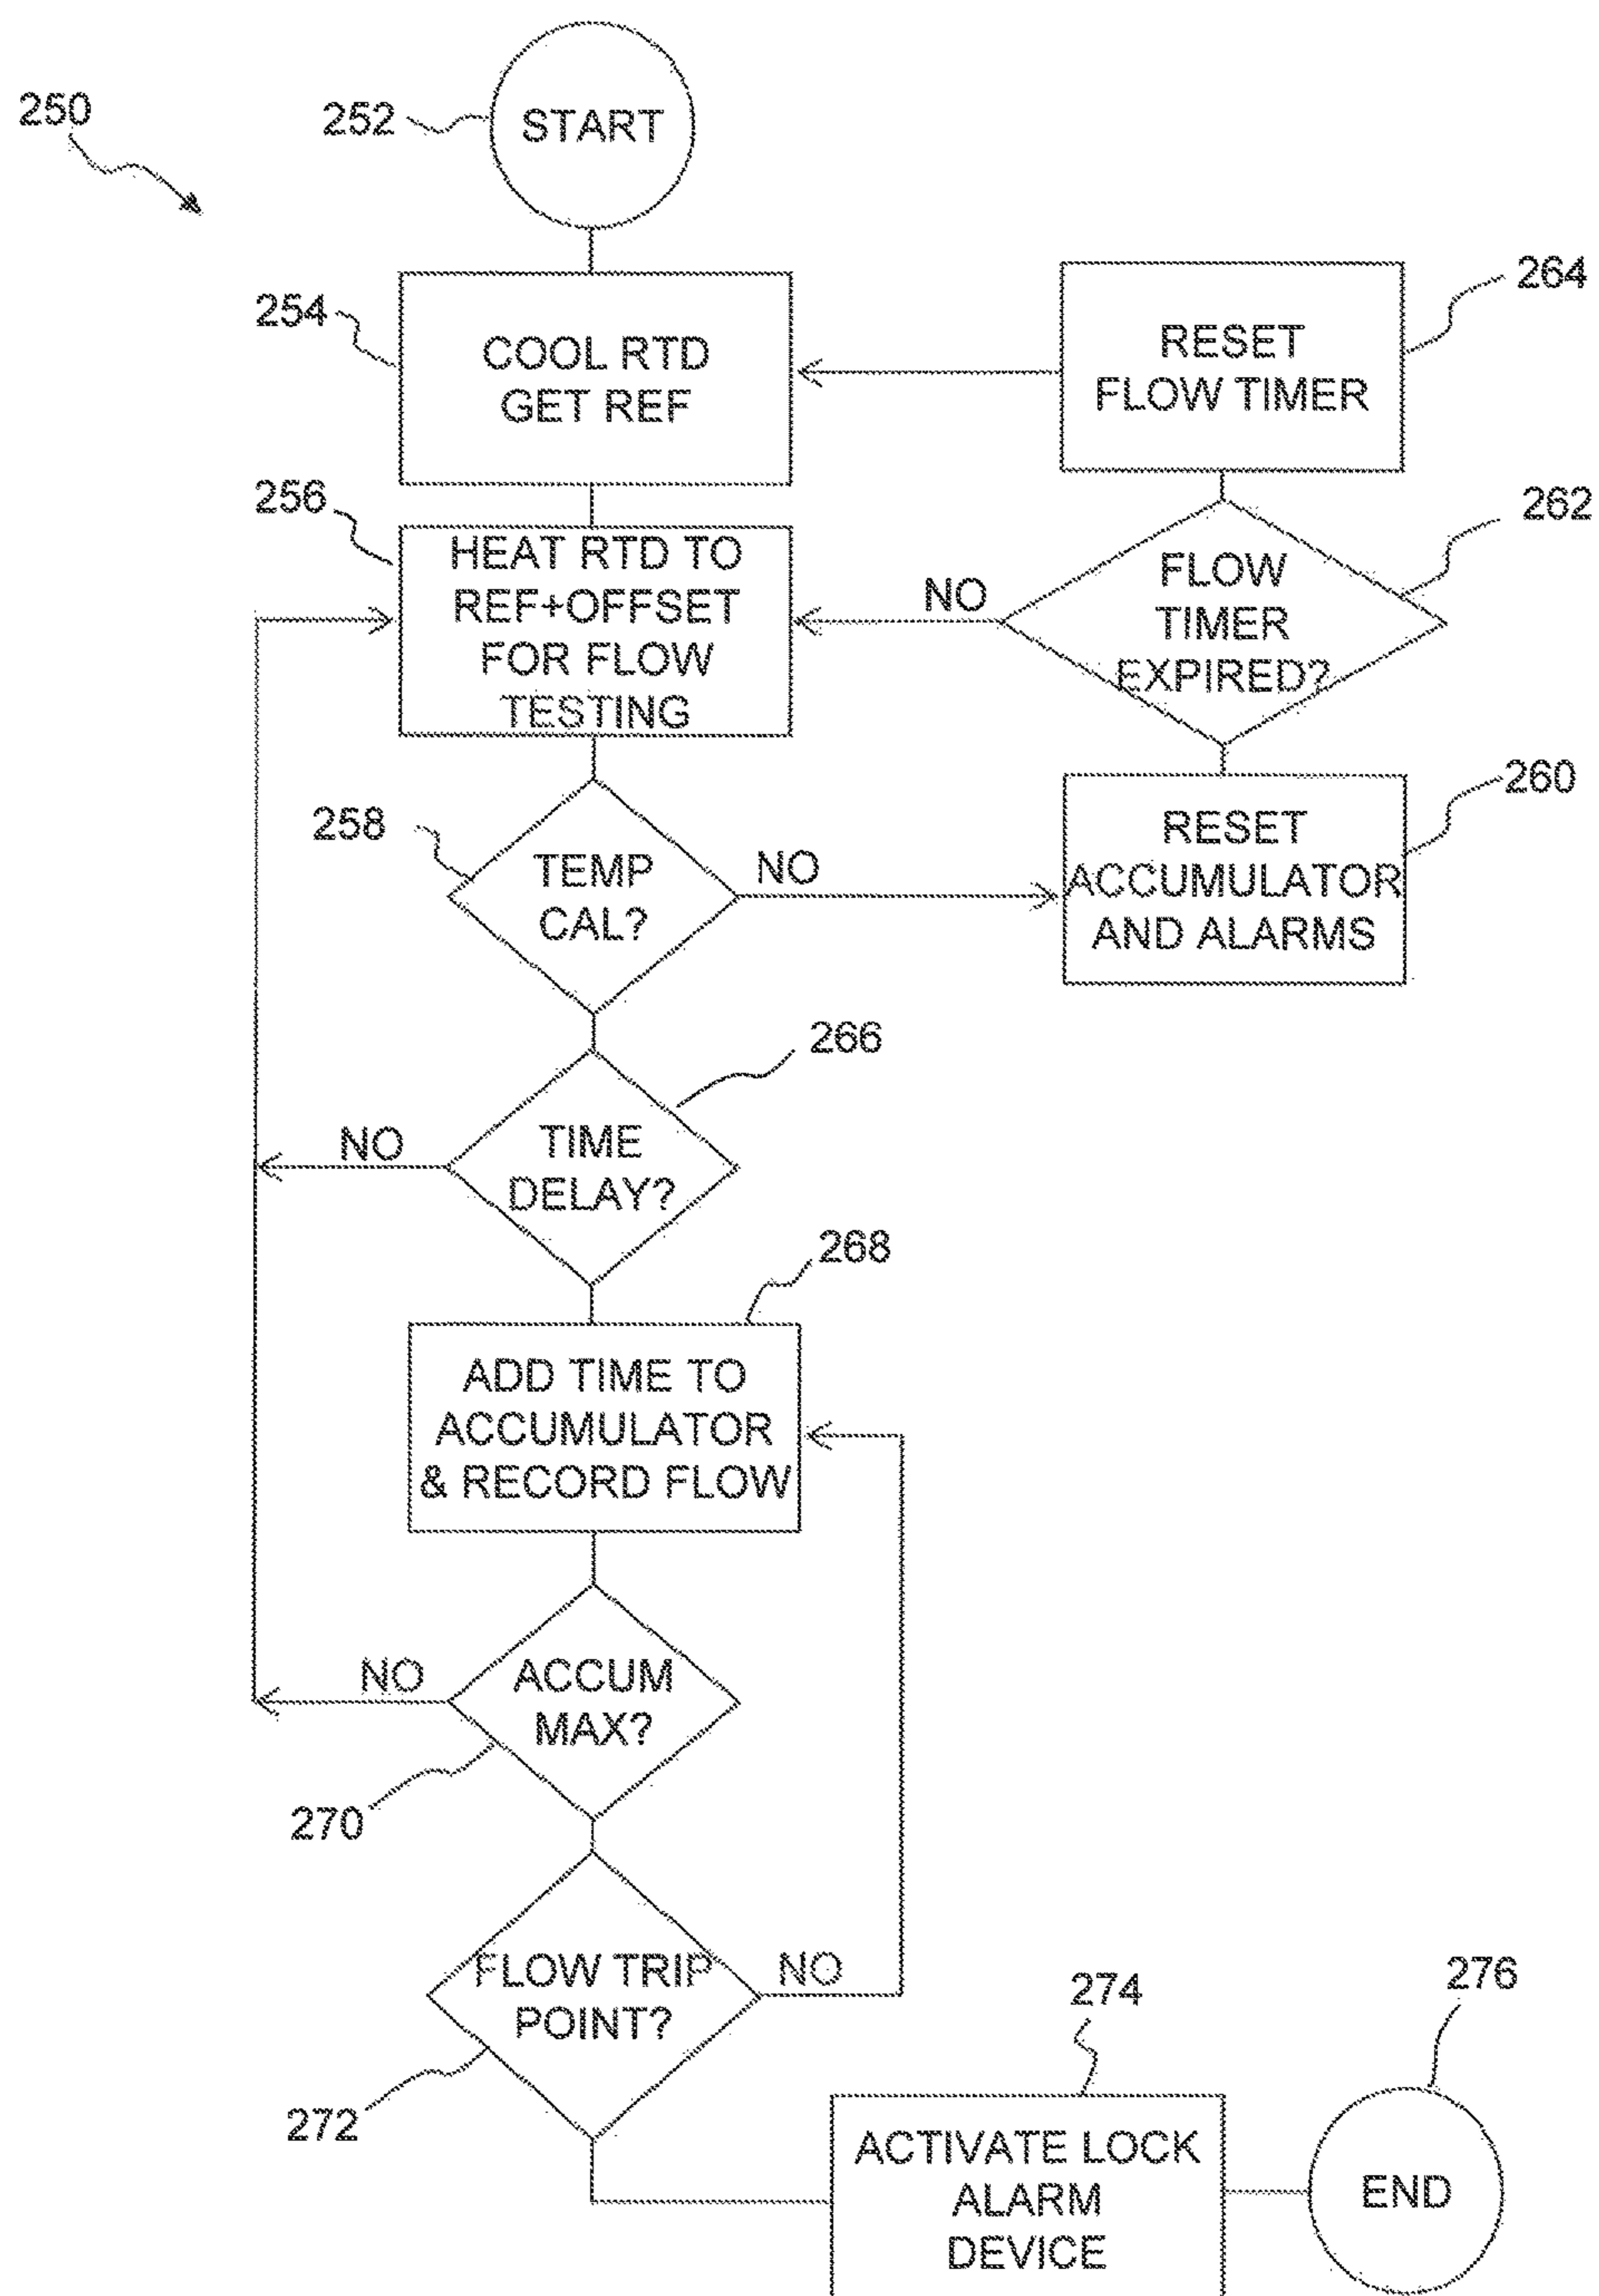 250
252
START
254
COOL RTD
GET REF
264
RESET
FLOW TIMER
256
HEAT RTD TO
REF+OFFSET
FOR FLOW
TESTING
NO
262
FLOW
TIMER
EXPIRED?
258
TEMP
CAL?
NO
260
RESET
ACCUMULATOR
AND ALARMS
266
NO
TIME
DELAY?
268
ADD TIME TO
ACCUMULATOR
& RECORD FLOW
NO
ACCUM
MAX?
270
FLOW TRIP
POINT?
NO
272
274
ACTIVATE LOCK
ALARM
DEVICE
276
END